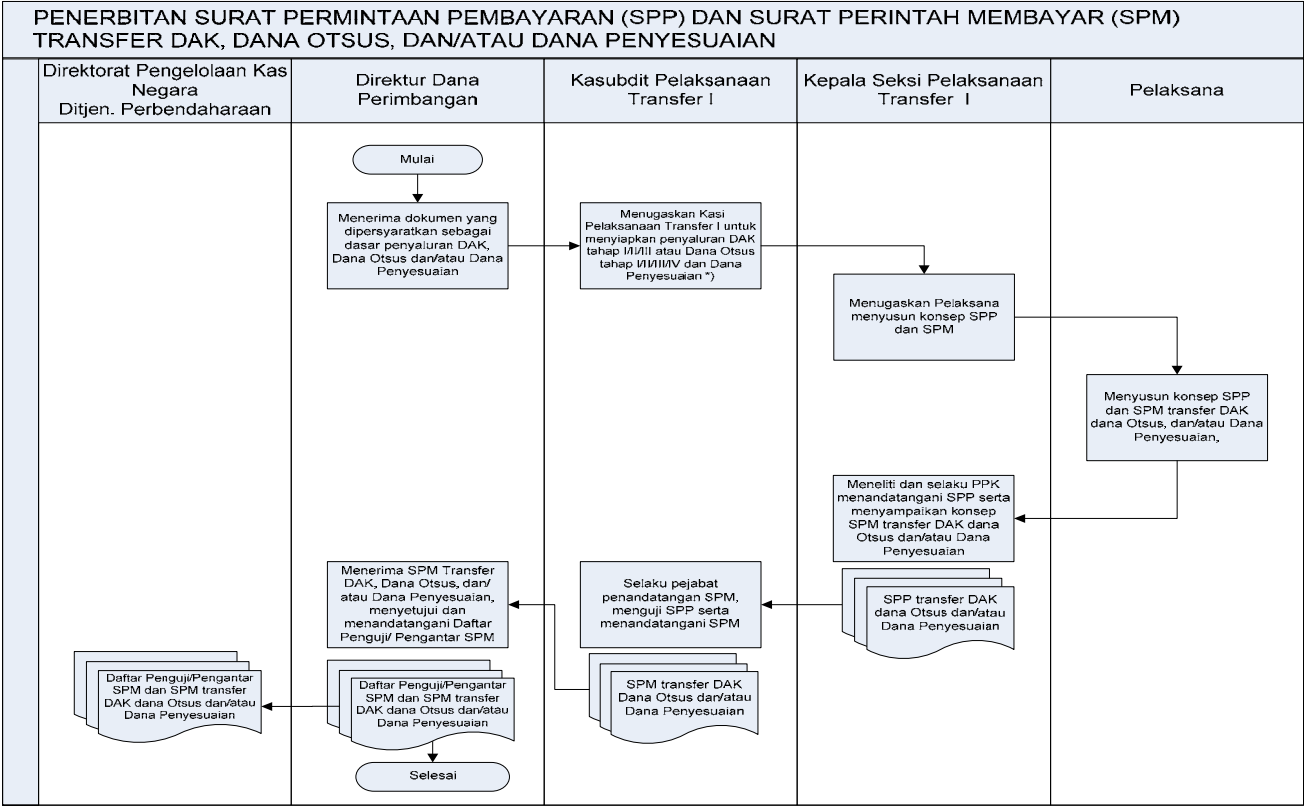 PENERBITAN SURAT PERMINTAAN PEMBAYARAN (SPP) DAN SURAT PERINTAH MEMBAYAR (SPM)
TRANSFER DAK, DANA OTSUS, DAN/ATAU DANA PENYESUAIAN
Direktorat Pengelolaan Kas
Negara
Ditjen. Perbendaharaan
Direktur Dana
Perimbangan
Kasubdit Pelaksanaan
Transfer I
Kepala Seksi Pelaksanaan
Transfer I
Pelaksana
Mulai
Menerima dokumen yang
dipersyaratkan sebagai
dasar penyaluran DAK,
Dana Otsus dan/atau Dana
Penyesuaian
Menugaskan Kasi
Pelaksanaan Transfer I untuk
menyiapkan penyaluran DAK
tahap I/II/III atau Dana Otsus
tahap I/II/III/IV dan Dana
Penyesuaian *)
Menugaskan Pelaksana
menyusun konsep SPP
dan SPM
Menyusun konsep SPP
dan SPM transfer DAK
dana Otsus, dan/atau Dana
Penyesuaian,
Meneliti dan selaku PPK
menandatangani SPP serta
menyampaikan konsep
SPM transfer DAK dana
Otsus dan/atau Dana
Penyesuaian
SPP transfer DAK
dana Otsus dan/atau
Dana Penyesuaian
Selaku pejabat
penandatangan SPM,
menguji SPP serta
menandatangani SPM
SPM transfer DAK
Dana Otsus dan/atau
Dana Penyesuaian
Menerima SPM Transfer
DAK, Dana Otsus, dan/
atau Dana Penyesuaian,
menyetujui dan
menandatangani Daftar
Penguji/ Pengantar SPM
Daftar Penguji/Pengantar
SPM dan SPM transfer
DAK dana Otsus dan/atau
Dana Penyesuaian
Daftar Penguji/Pengantar
SPM dan SPM transfer
DAK dana Otsus dan/atau
Dana Penyesuaian
Selesai